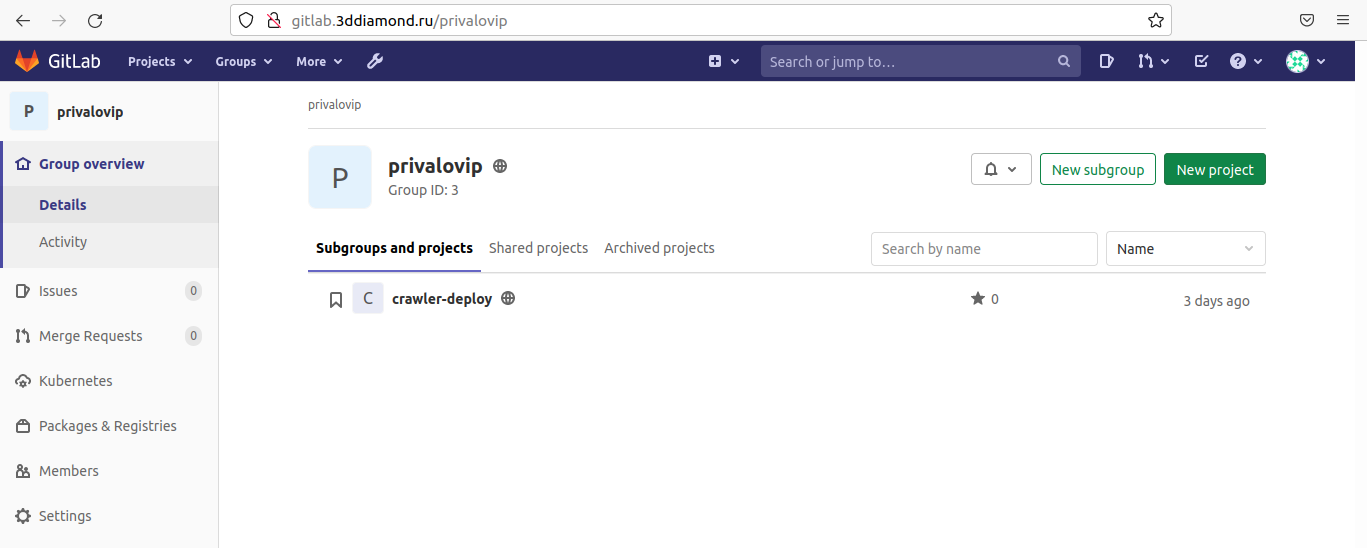 gitlab.3ddiamond.ru/privalovip
GitLab Projects Groups More Search or jump to…
P privalovip
privalovip
Group overview
Details
Activity
Issues 0
Merge Requests 0
Kubernetes
Packages & Registries
Members
Settings
P
privalovip
Group ID: 3
New subgroup New project
Subgroups and projects Shared projects Archived projects Search by name Name
C crawler-deploy 0 3 days ago